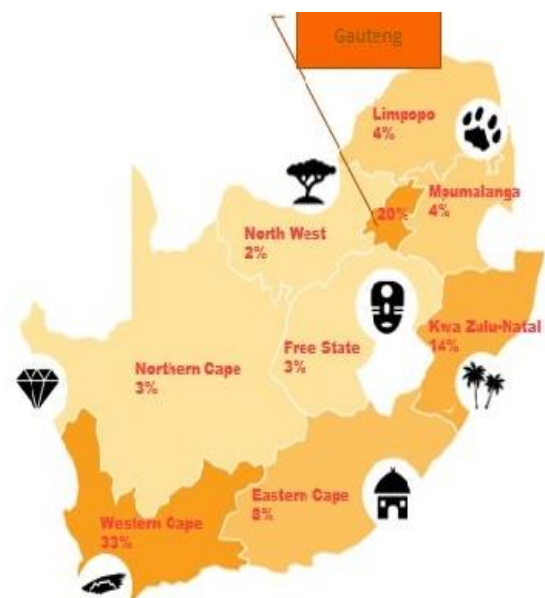 Gauteng
Limpopo
4%
Mpumalanga
4%
20%
North West
2%
Kwa Zulu-Natal
14%
Free State
3%
Northern Cape
3%
Eastern Cape
8%
Western Cape
33%